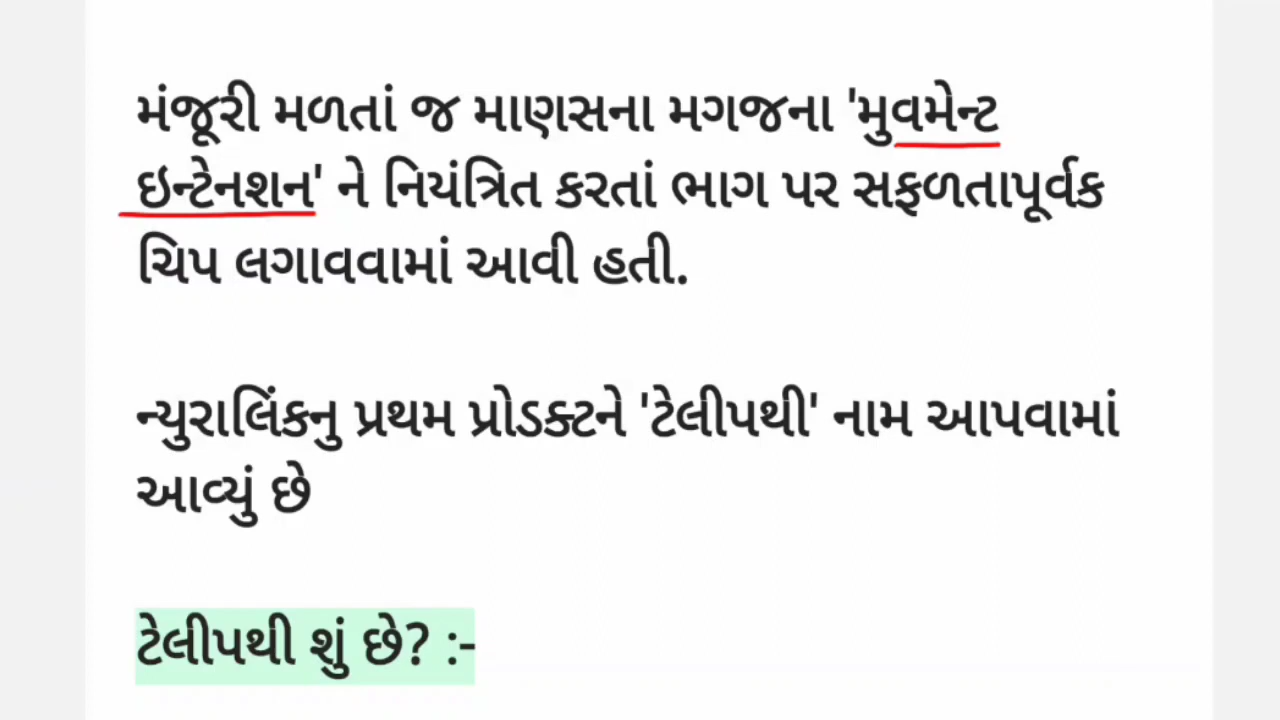 મંજૂરી મળતાં જ માણસના મગજના 'મુવમેન્ટ
ઇન્ટેનશન' ને નિયંત્રિત કરતાં ભાગ પર સફળતાપૂર્વક
ચિપ લગાવવામાં આવી હતી.
ન્યુરાલિંકનુ પ્રથમ પ્રોડક્ટને 'ટેલીપથી' નામ આપવામાં
આવ્યું છે
ટેલીપથી શું છે? :-